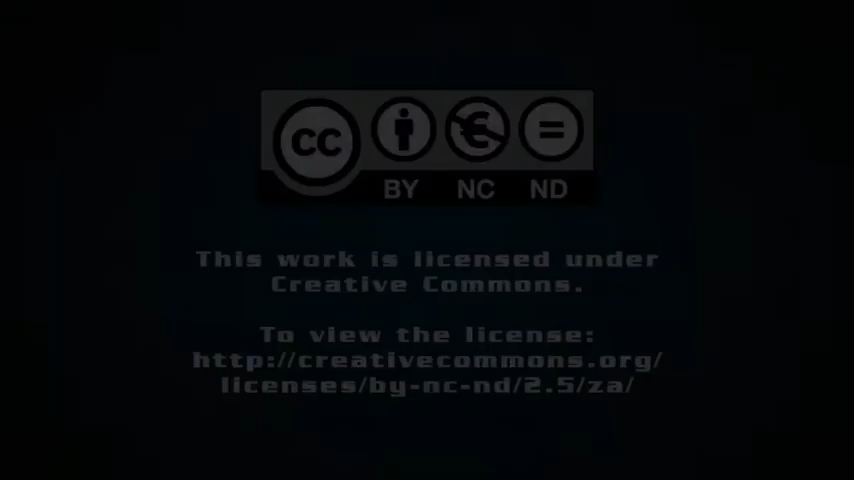 CC
BY NC ND
This work is licensed under
Creative Commons.
To view the license:
http://creativecommons.org/
licenses/by-nc-nd/2.5/za/